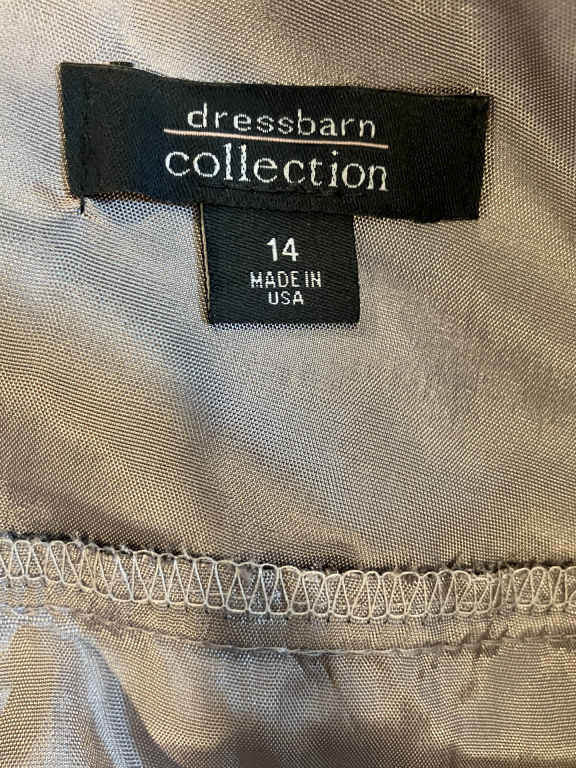 dressbarn
collection
14
MADE IN
USA